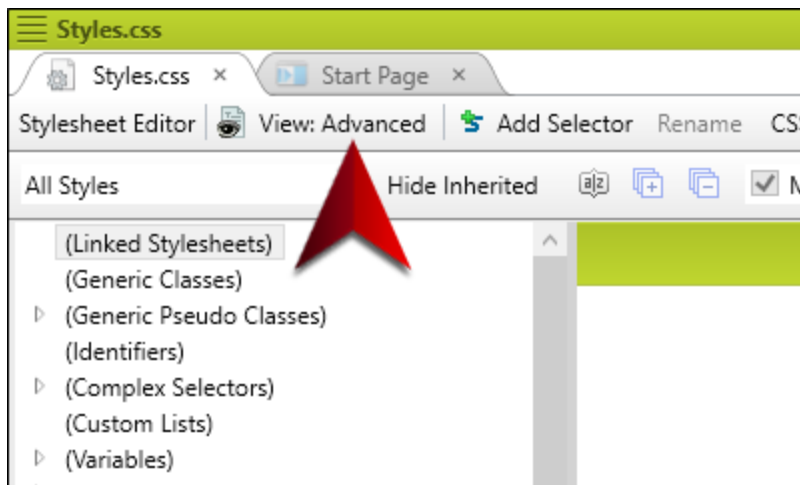 Styles.css
Styles.css × Start Page ×
Stylesheet Editor View: Advanced Add Selector Rename
All Styles Hide Inherited a|z
(Linked Stylesheets)
(Generic Classes)
(Generic Pseudo Classes)
(Identifiers)
(Complex Selectors)
(Custom Lists)
(Variables)